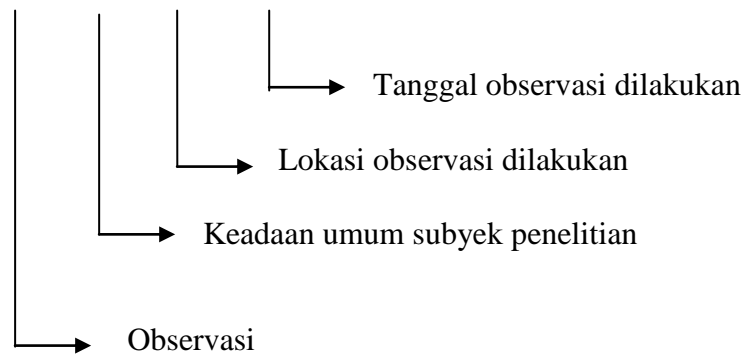 Tanggal observasi dilakukan
Lokasi observasi dilakukan
Keadaan umum subyek penelitian
Observasi